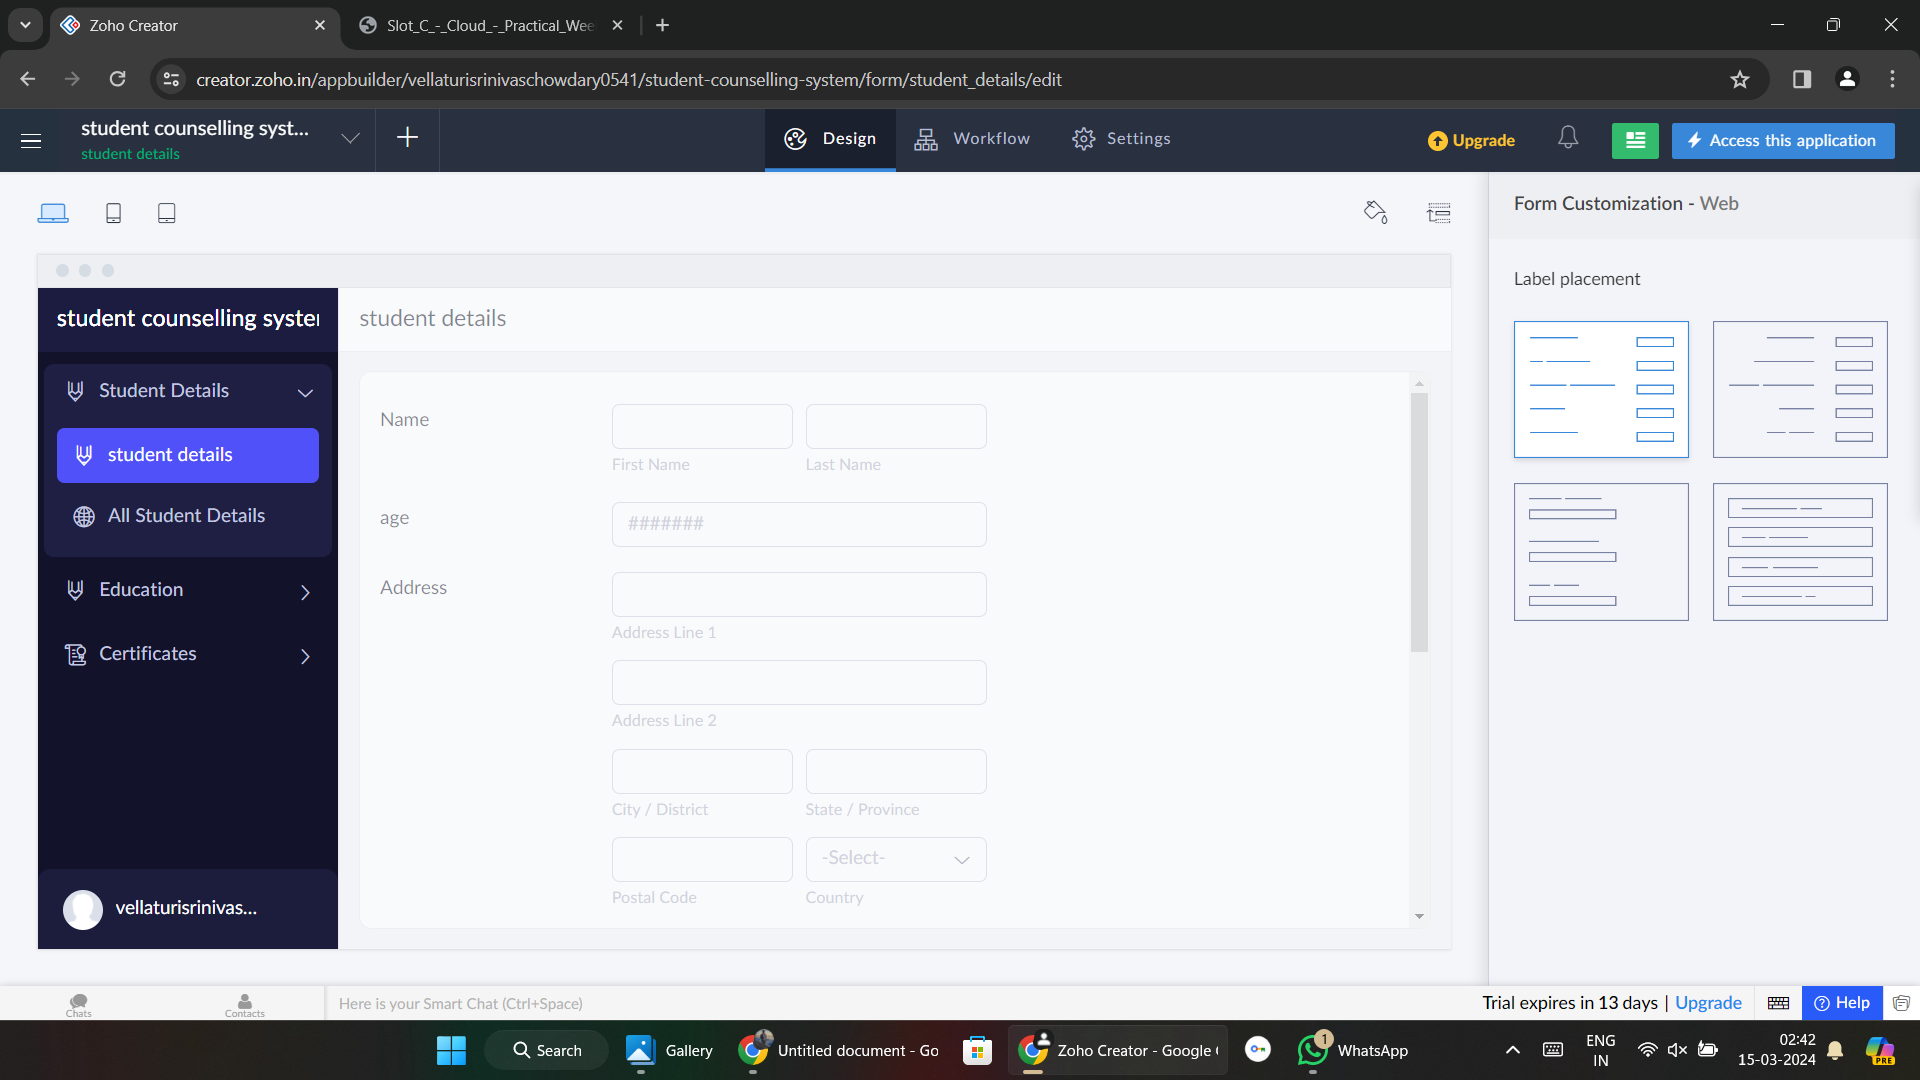 Zoho Creator
Slot_C_-_Cloud_-_Practical_Wee
creator.zoho.in/appbuilder/vellaturisrinivaschowdary0541/student-counselling-system/form/student_details/edit
student counselling syst...
student details
Design
Workflow
Settings
Upgrade
Access this application
Form Customization - Web
Label placement
student counselling syster
student details
Student Details
student details
All Student Details
Education
Certificates
vellaturisrinivas...
Name
First Name
Last Name
age
#######
Address
Address Line 1
Address Line 2
City / District
State / Province
-Select-
Postal Code
Country
Chats
Contacts
Here is your Smart Chat (Ctrl+Space)
Trial expires in 13 days | Upgrade
Help
Search
Gallery
Untitled document - Go
Zoho Creator - Google
1
WhatsApp
ENG
IN
02:42
15-03-2024
PRE